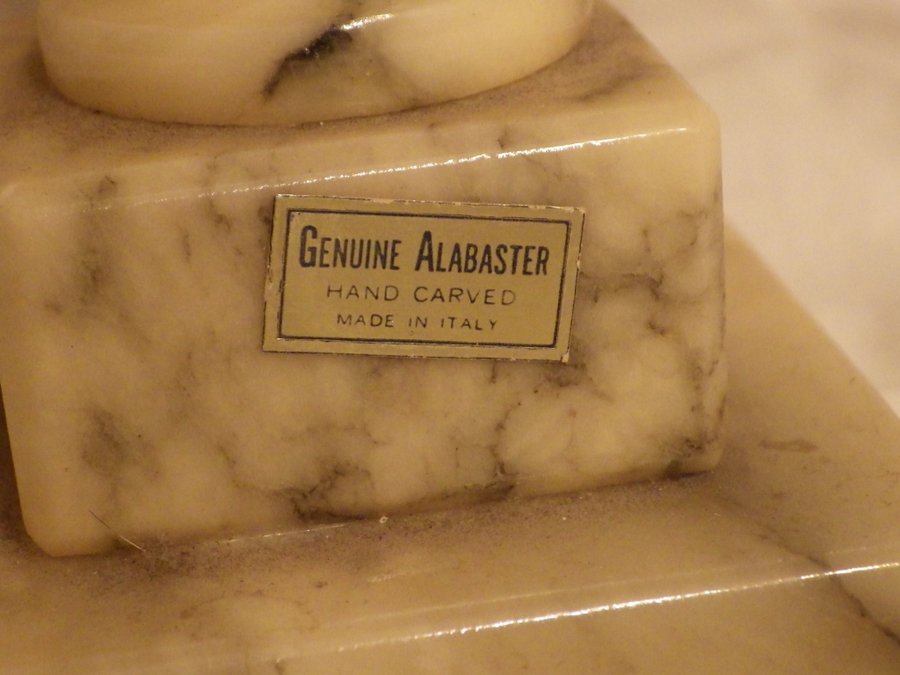 GENUINE ALABASTER
HAND CARVED
MADE IN ITALY